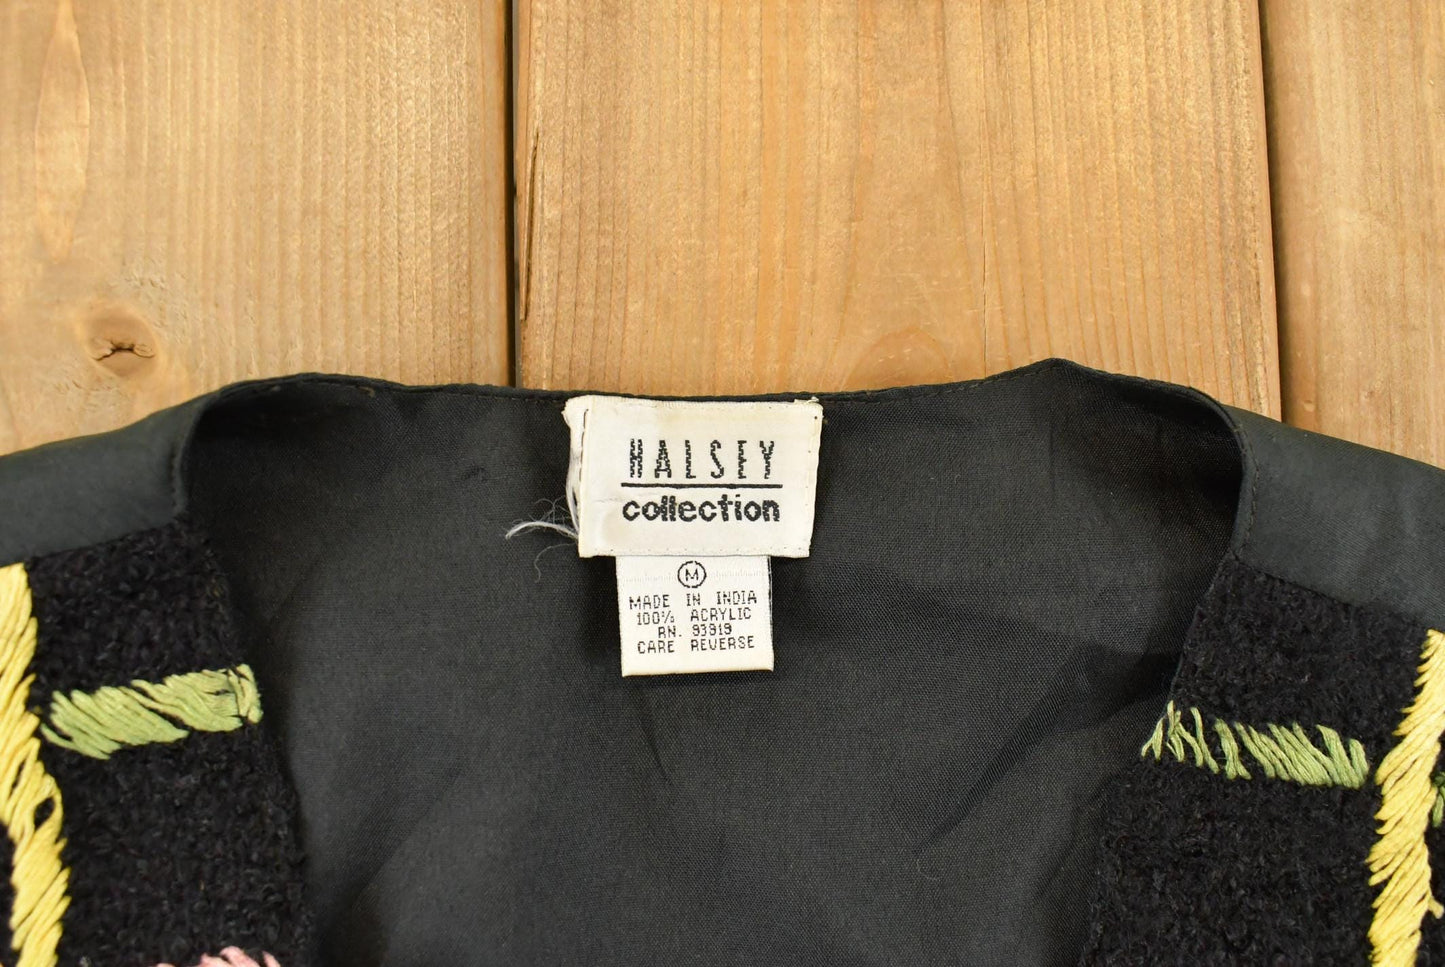 HALSEY
collection
M
MADE IN INDIA
100% ACRYLIC
RN. 93919
CARE REVERSE